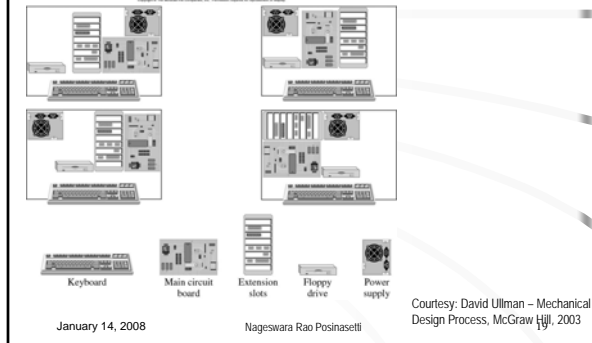 Keyboard
Main circuit
board
Extension
slots
Floppy
drive
Power
supply
Courtesy: David Ullman – Mechanical
Design Process, McGraw Hill, 2003
January 14, 2008
Nageswara Rao Posinasetti
19